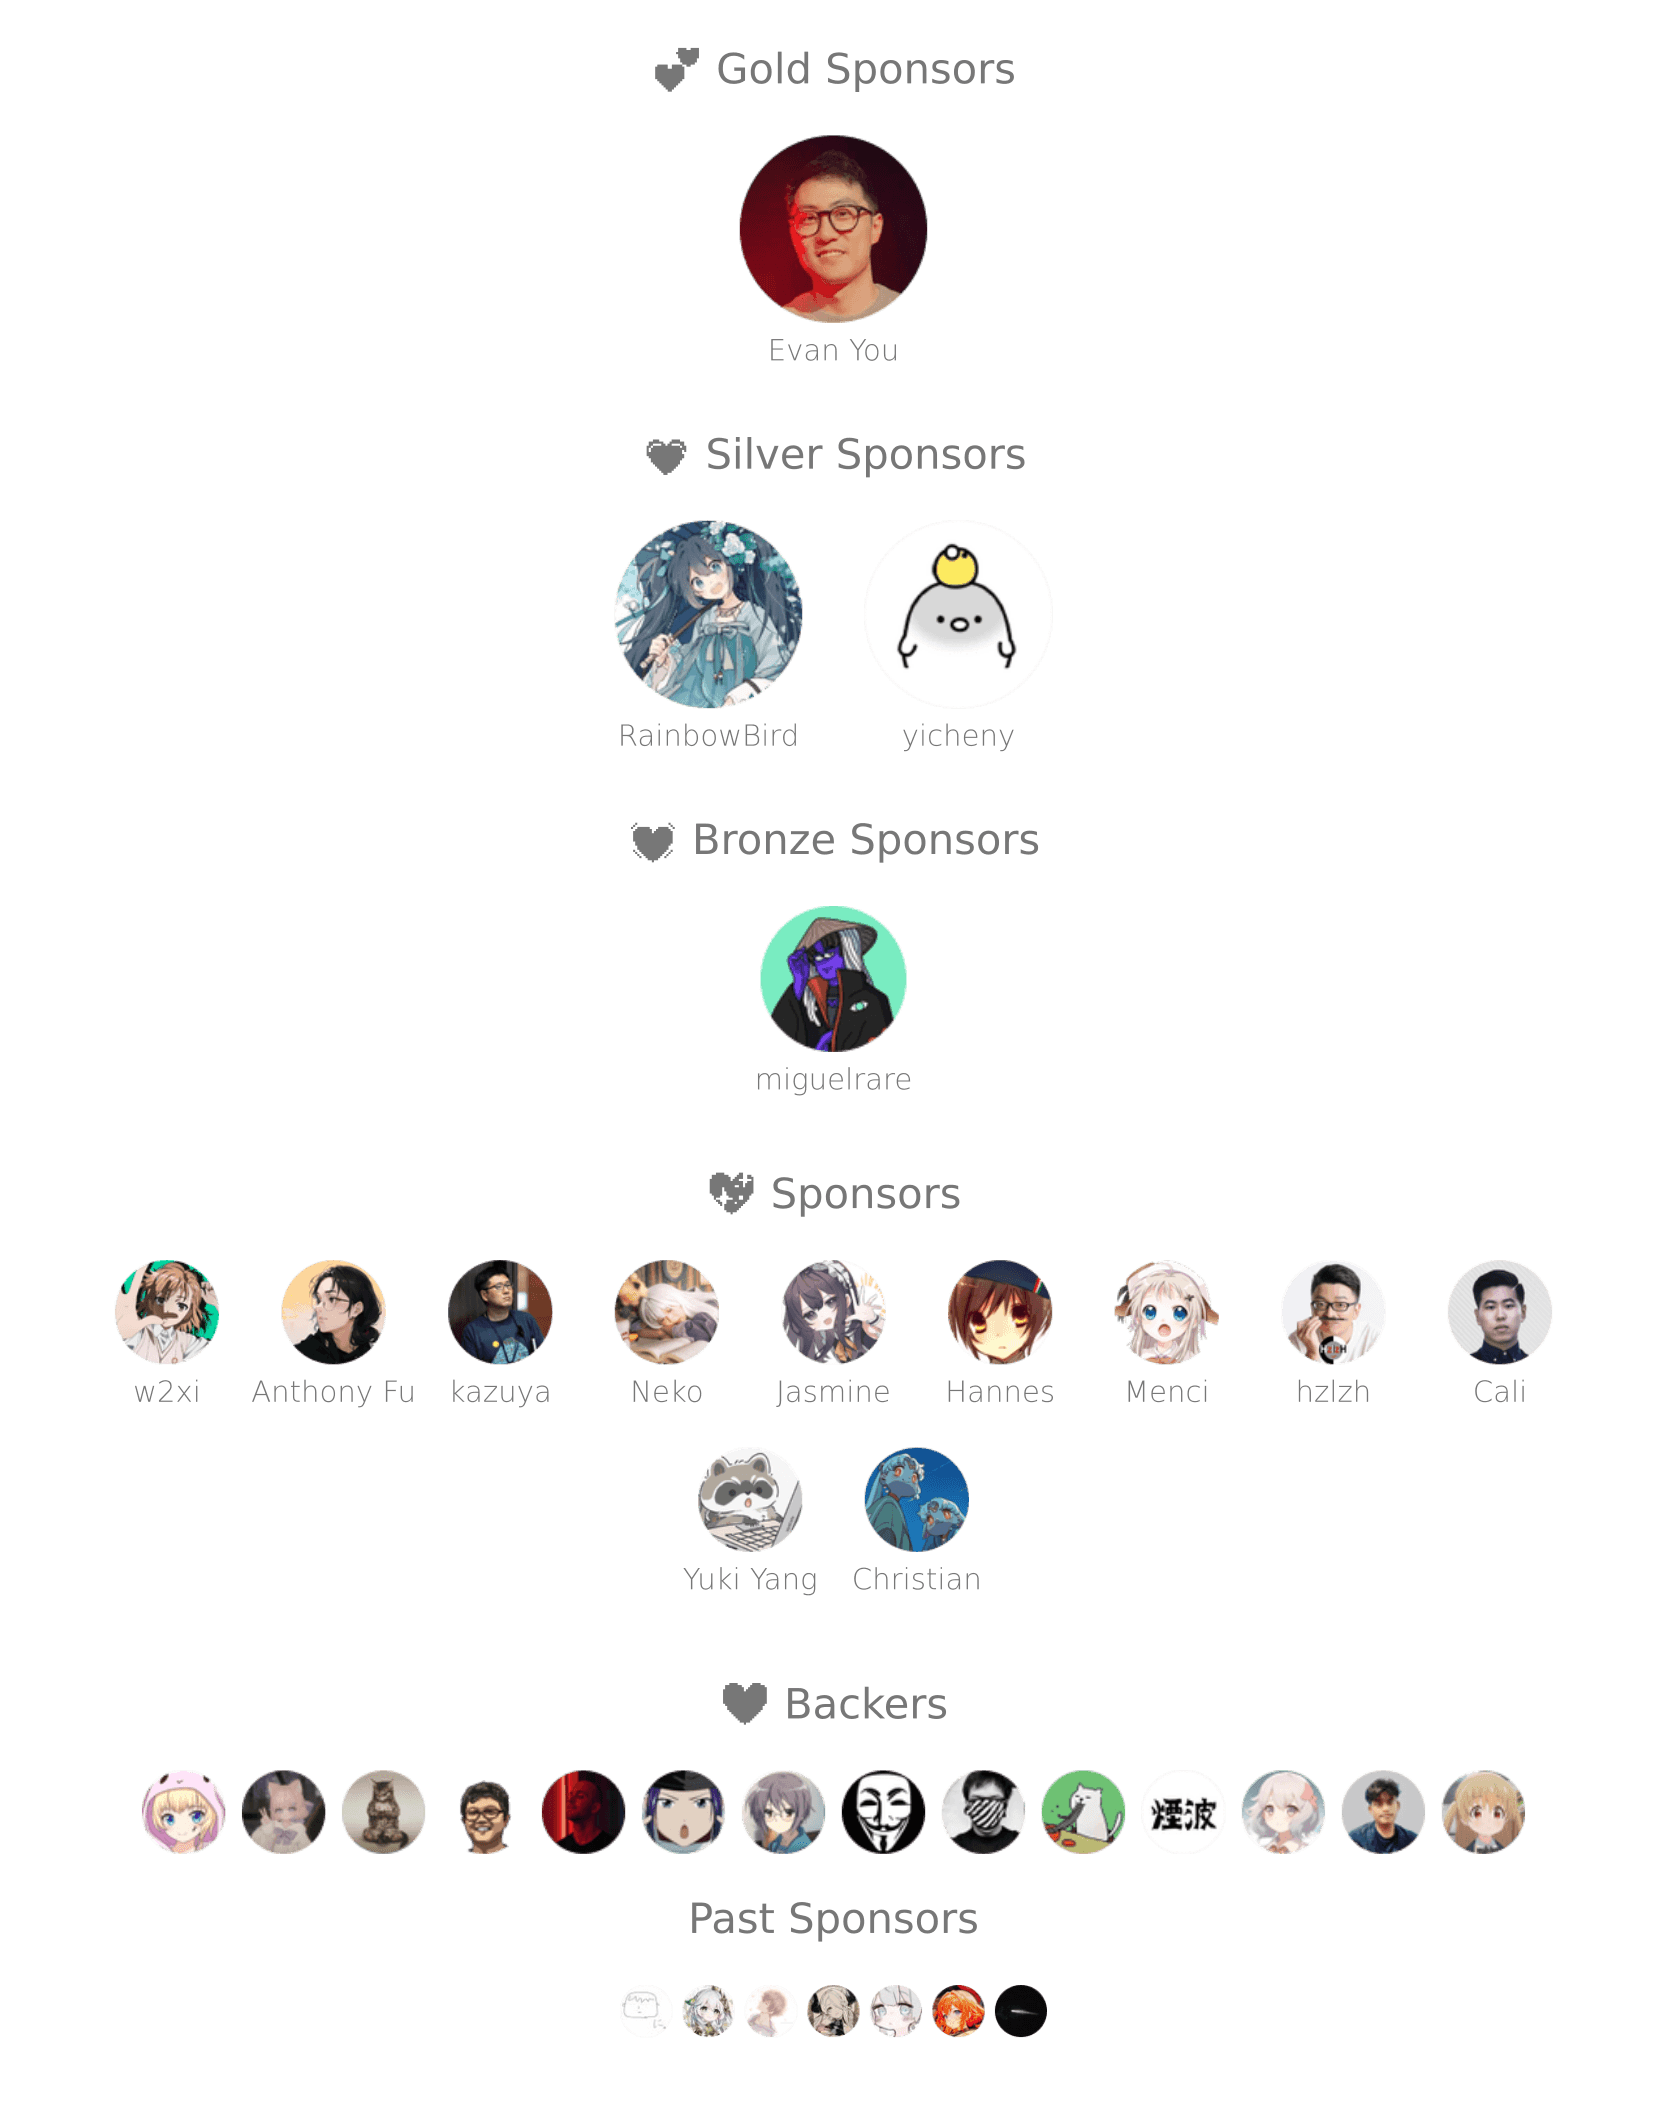 Gold Sponsors
Evan You
Silver Sponsors
RainbowBird
yicheny
Bronze Sponsors
miguelrare
Sponsors
w2xi
Anthony Fu
kazuya
Neko
Jasmine
Hannes
Menci
hzlzh
Cali
Yuki Yang
Christian
Backers
煙波
Past Sponsors